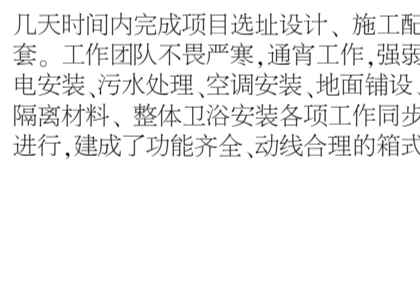 几天时间内完成项目选址设计、施工配
套。工作团队不畏严寒,通宵工作,强弱
电安装、污水处理、空调安装、地面铺设、
隔离材料、整体卫浴安装各项工作同步
进行,建成了功能齐全、动线合理的箱式